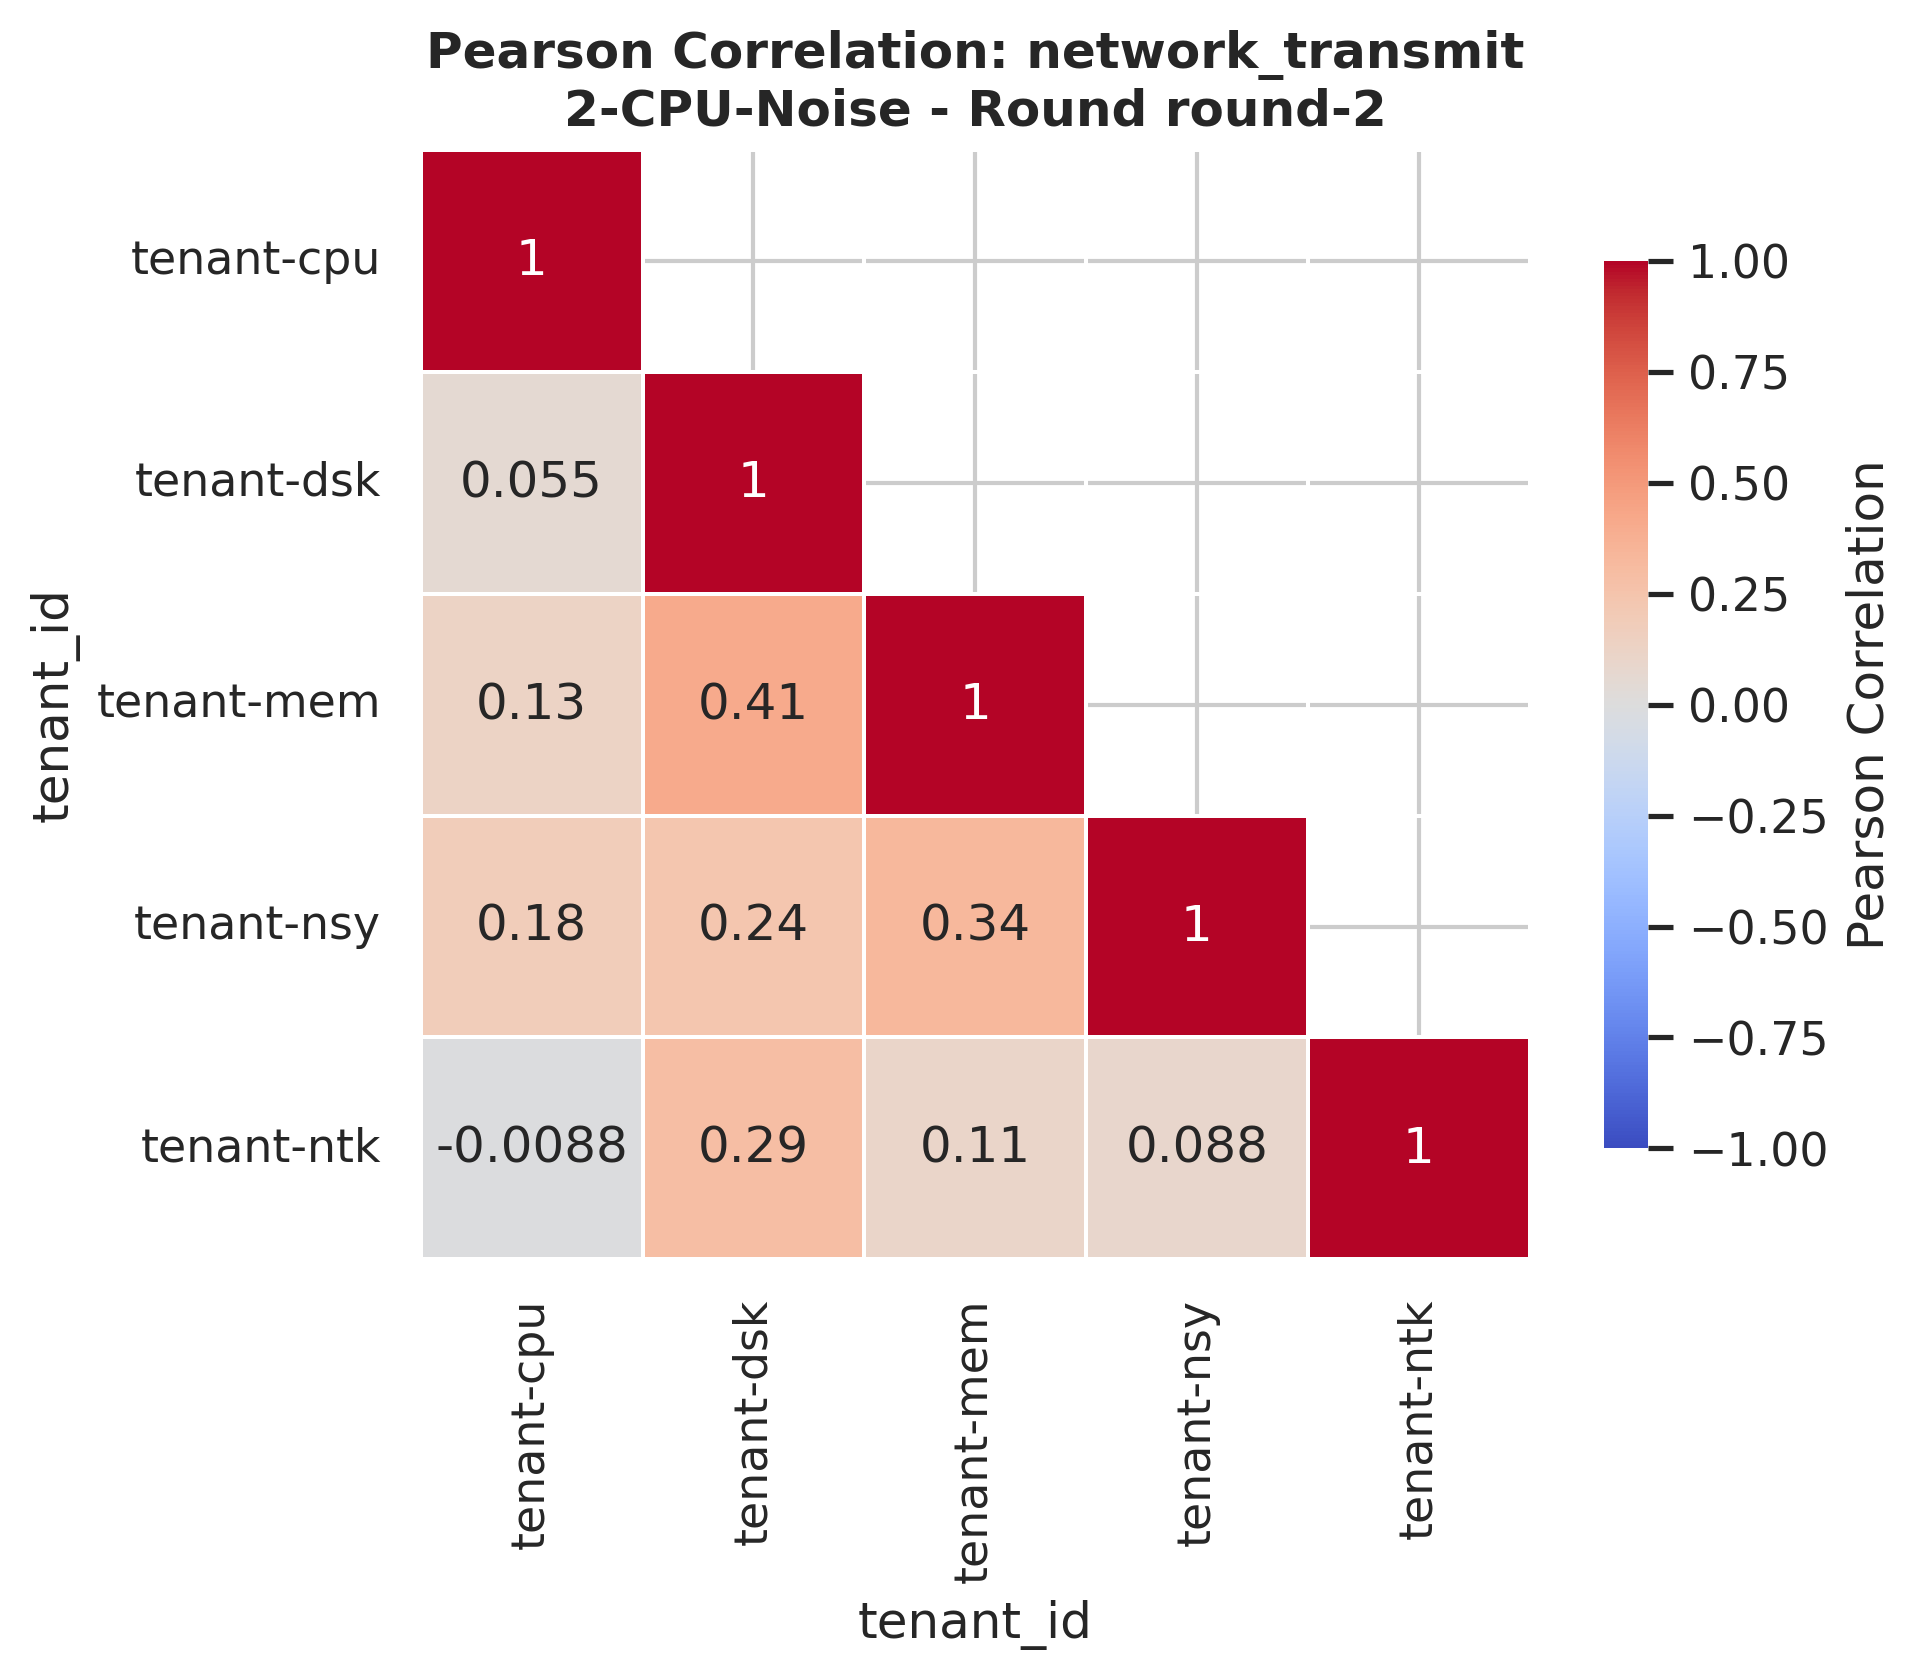 Pearson Correlation: network_transmit
2-CPU-Noise - Round round-2
tenant_id
tenant-cpu
1
tenant-dsk
0.055
1
tenant-mem
0.13
0.41
1
tenant-nsy
0.18
0.24
0.34
1
tenant-ntk
-0.0088
0.29
0.11
0.088
1
tenant-cpu
tenant-dsk
tenant-mem
tenant-nsy
tenant-ntk
tenant_id
1.00
0.75
0.50
0.25
0.00
−0.25
−0.50
−0.75
−1.00
Pearson Correlation